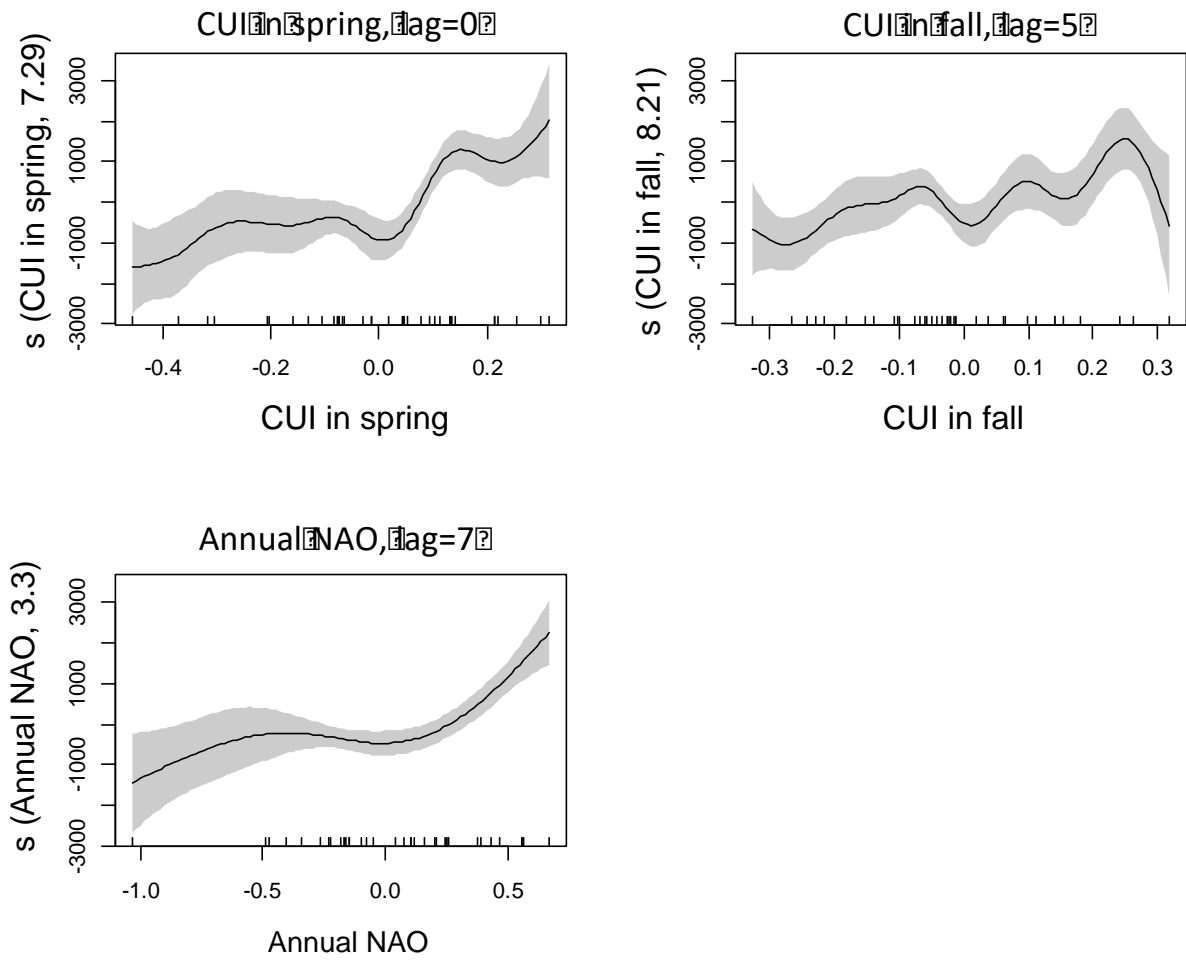 CUI in spring, lag=0
s (CUI in spring, 7.29)
3000
1000
-1000
-3000
-0.4 -0.2 0.0 0.2
CUI in spring
CUI in fall, lag=5
s (CUI in fall, 8.21)
3000
1000
-1000
-3000
-0.3 -0.2 -0.1 0.0 0.1 0.2 0.3
CUI in fall
Annual NAO, lag=7
s (Annual NAO, 3.3)
3000
1000
-1000
-3000
-1.0 -0.5 0.0 0.5
Annual NAO